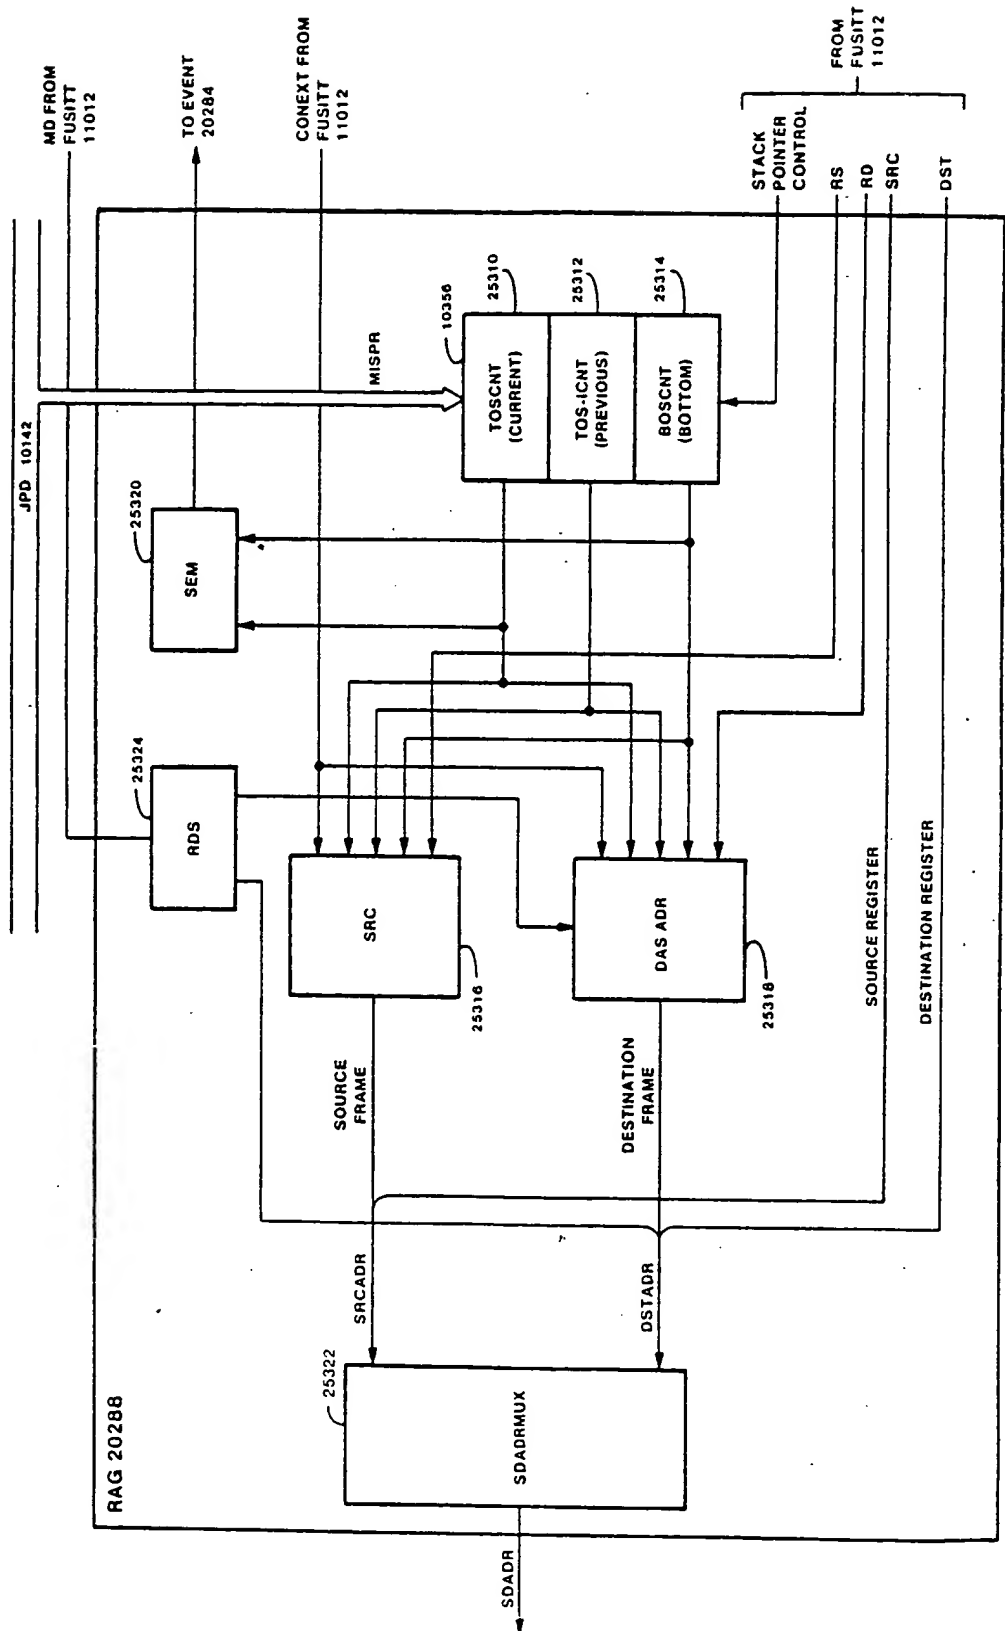 RAG 20288
JPD 10142
MD FROM
FUSITT
11012
TO EVENT
20284
CONEXT FROM
FUSITT
11012
FROM
FUSITT
11012
STACK
POINTER
CONTROL
RS
RD
SRC
DST
MISPR
10356
25310
25312
25314
TOSCNT
(CURRENT)
TOS-ICNT
(PREVIOUS)
BOSCNT
(BOTTOM)
25320
SEM
25324
RDS
SRC
25316
DAS ADR
25318
SOURCE
FRAME
DESTINATION
FRAME
SOURCE REGISTER
DESTINATION REGISTER
SRCADR
DSTADR
25322
SDADRMUX
SDADR